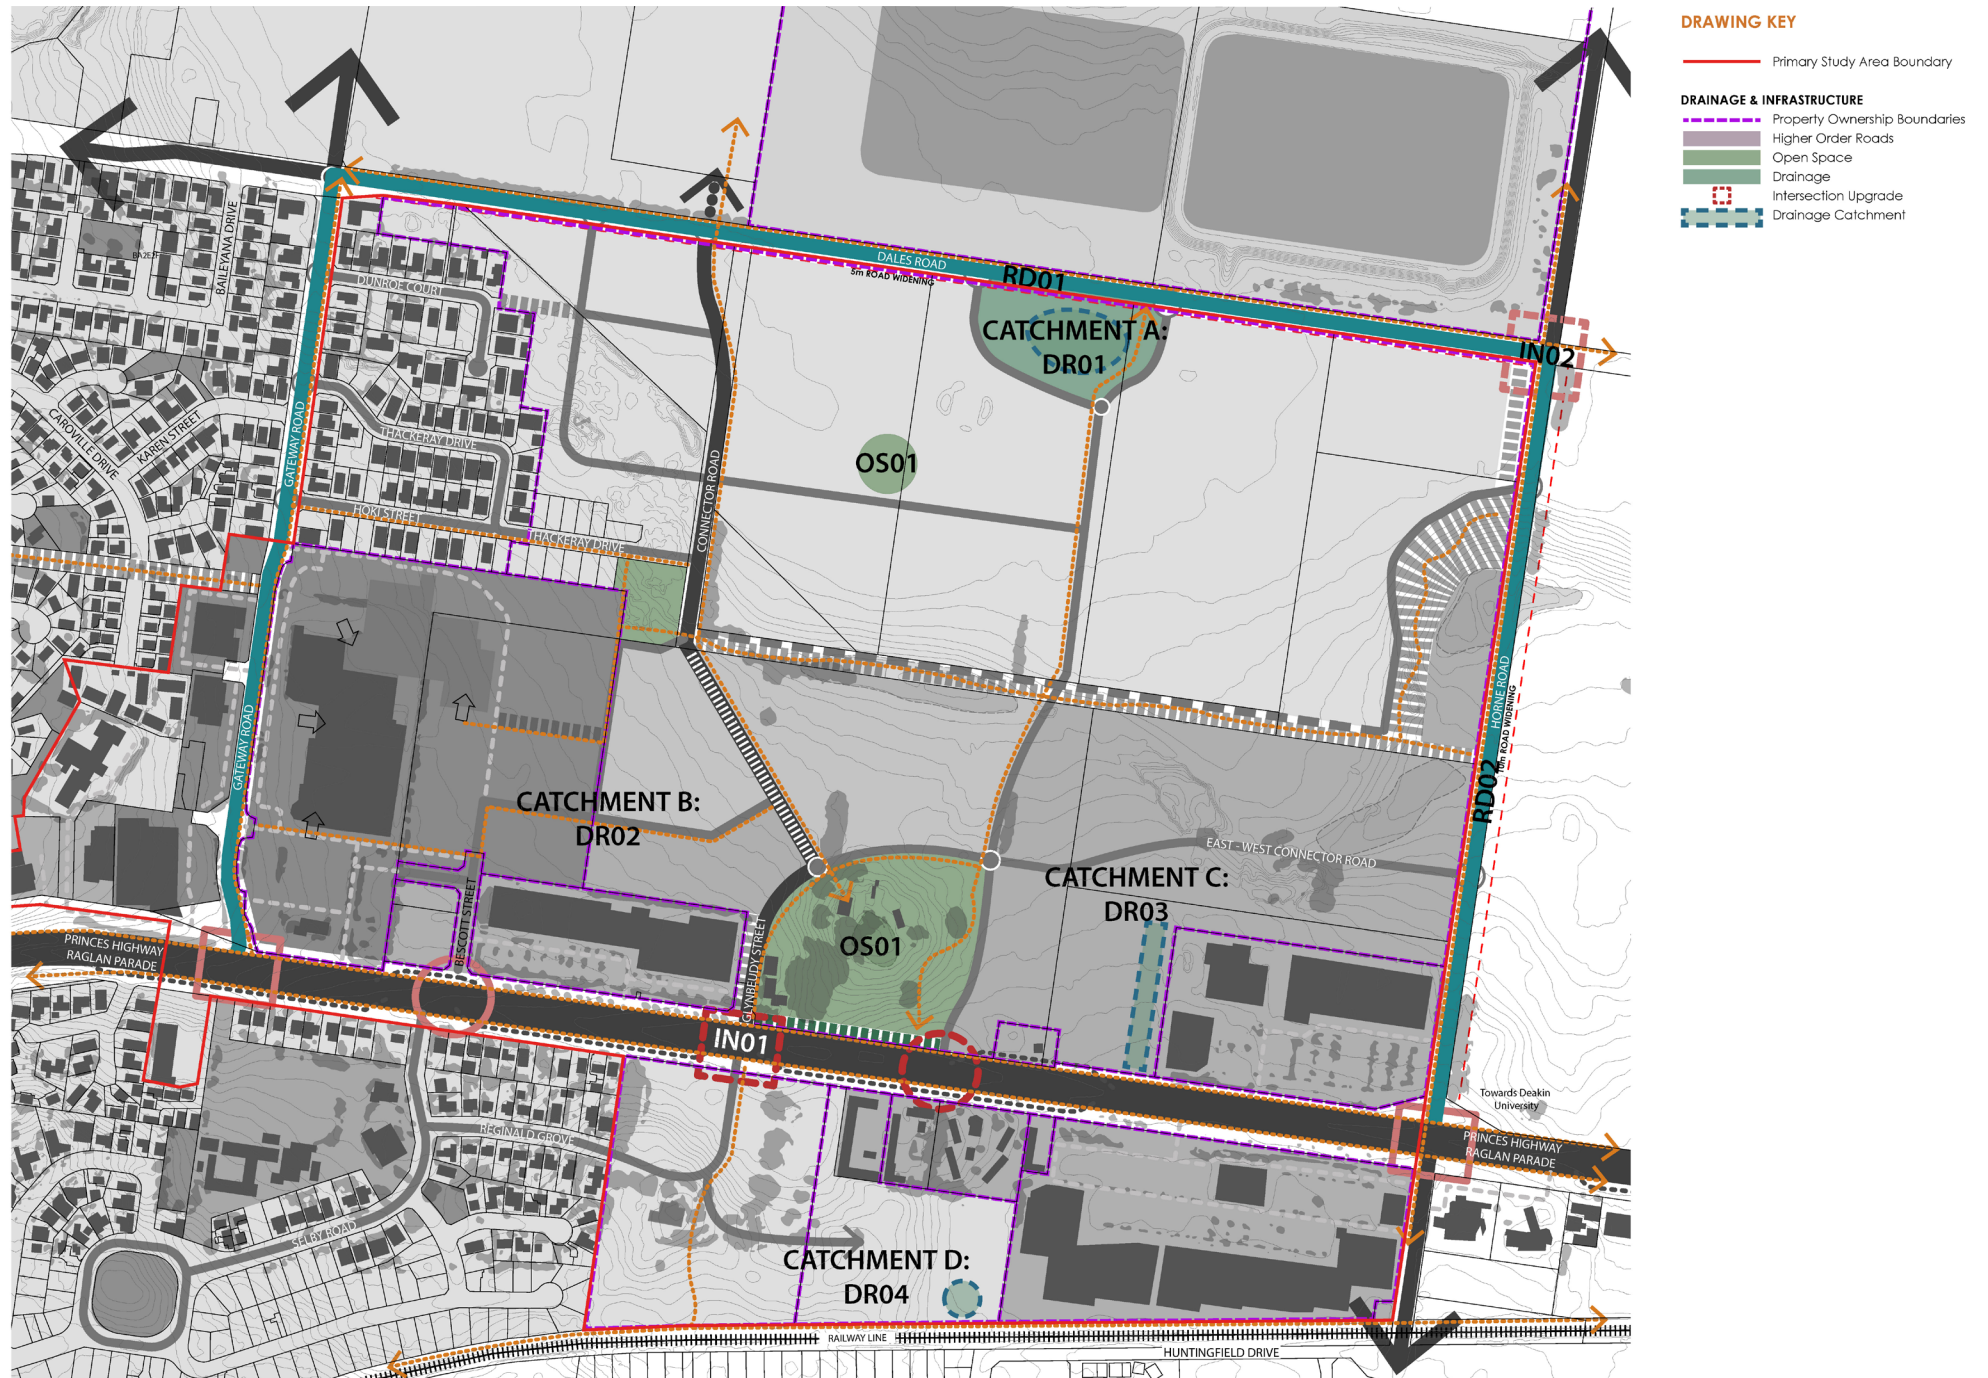 DRAWING KEY
Primary Study Area Boundary
DRAINAGE & INFRASTRUCTURE
Property Ownership Boundaries
Higher Order Roads
Open Space
Drainage
Intersection Upgrade
Drainage Catchment
BAILEYANA DRIVE
DUNROE COURT
DALES ROAD
5m ROAD WIDENING
RD01
CATCHMENT A:
DR01
IN02
GATEWAY ROAD
THACKERAY DRIVE
KAREN STREET
CAROVILLE DRIVE
CONNECTOR ROAD
OS01
HOKI STREET
THACKERAY DRIVE
HORNE ROAD
10m ROAD WIDENING
RD02
GATEWAY ROAD
CATCHMENT B:
DR02
EAST - WEST CONNECTOR ROAD
CATCHMENT C:
DR03
BESCOTT STREET
GLYNBEUDY STREET
OS01
PRINCES HIGHWAY
RAGLAN PARADE
IN01
Towards Deakin
University
PRINCES HIGHWAY
RAGLAN PARADE
REGINALD GROVE
SELBY ROAD
CATCHMENT D:
DR04
RAILWAY LINE
HUNTINGFIELD DRIVE